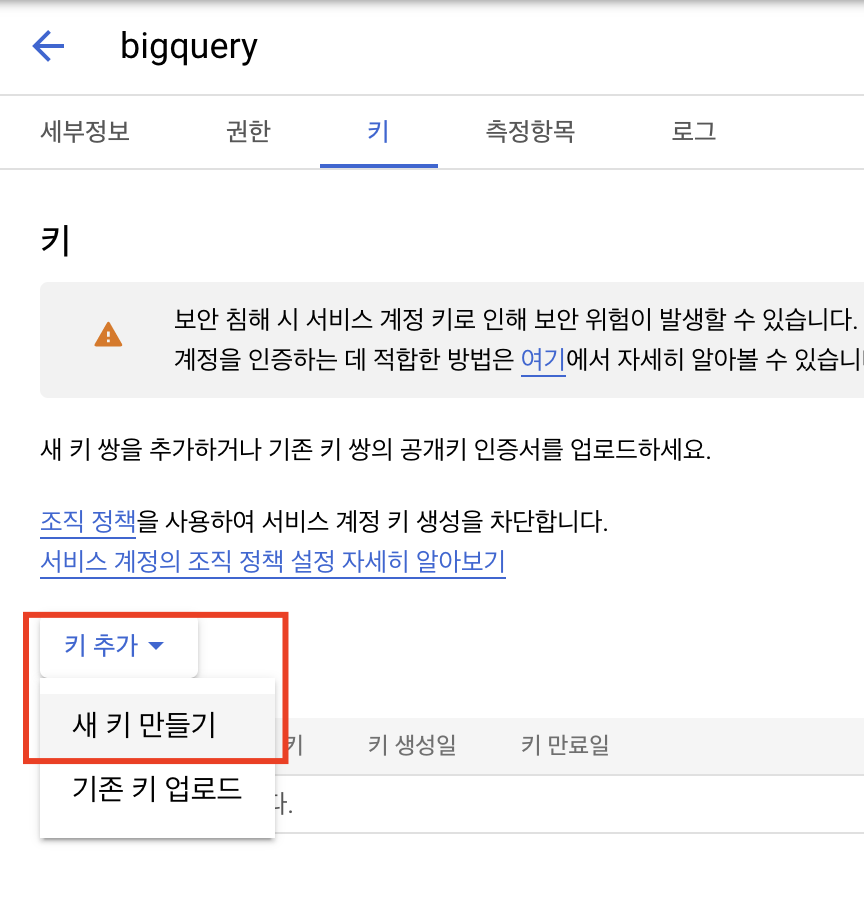 bigquery
세부정보 권한 키 측정항목 로그
키
보안 침해 시 서비스 계정 키로 인해 보안 위험이 발생할 수 있습니다.
계정을 인증하는 데 적합한 방법은 여기에서 자세히 알아볼 수 있습니
새 키 쌍을 추가하거나 기존 키 쌍의 공개키 인증서를 업로드하세요.
조직 정책을 사용하여 서비스 계정 키 생성을 차단합니다.
서비스 계정의 조직 정책 설정 자세히 알아보기
키 추가
새 키 만들기
키 키 생성일 키 만료일
기존 키 업로드
다.